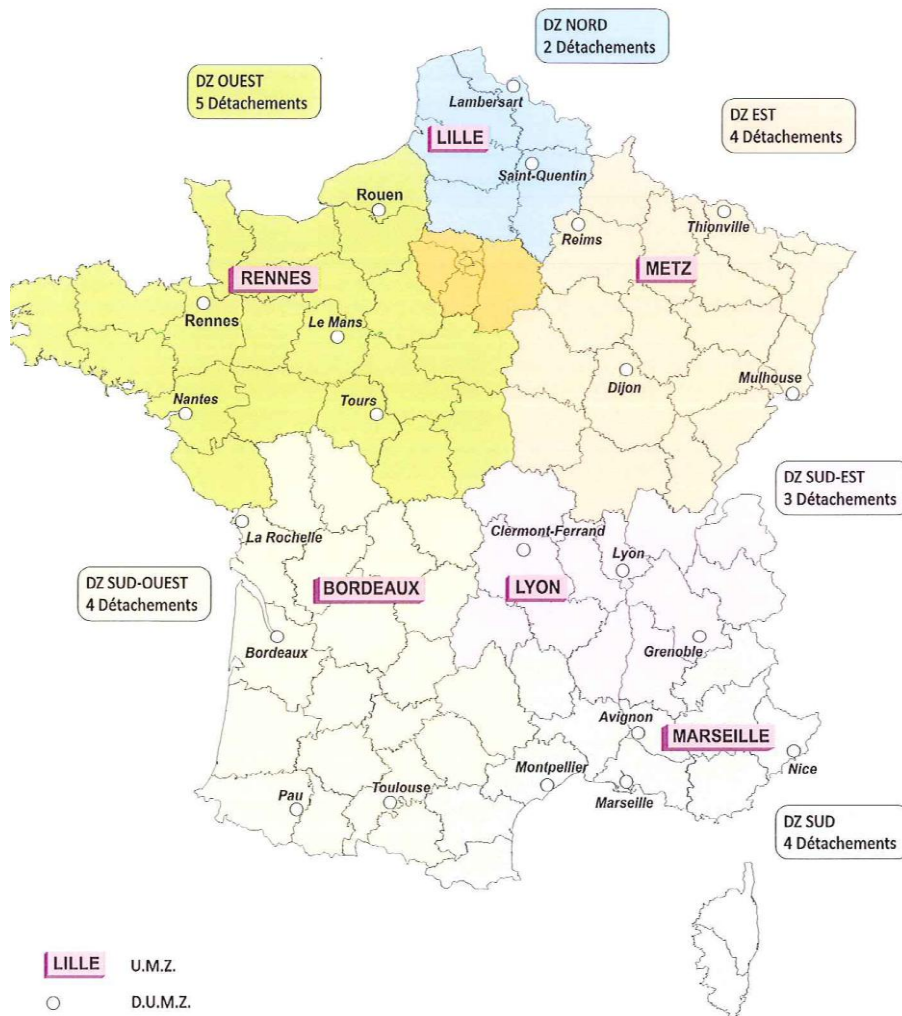 DZ NORD
2 Détachements
DZ OUEST
5 Détachements
Lambersart
DZ EST
4 Détachements
LILLE
Saint-Quentin
Rouen
Reims
Thionville
RENNES
METZ
Rennes
Le Mans
Dijon
Mulhouse
Nantes
Tours
DZ SUD-EST
3 Détachements
La Rochelle
Clermont-Ferrand
Lyon
DZ SUD-OUEST
4 Détachements
BORDEAUX
LYON
Bordeaux
Grenoble
Avignon
MARSEILLE
Montpellier
Nice
Pau
Toulouse
Marseille
DZ SUD
4 Détachements
LILLE U.M.Z.
D.U.M.Z.